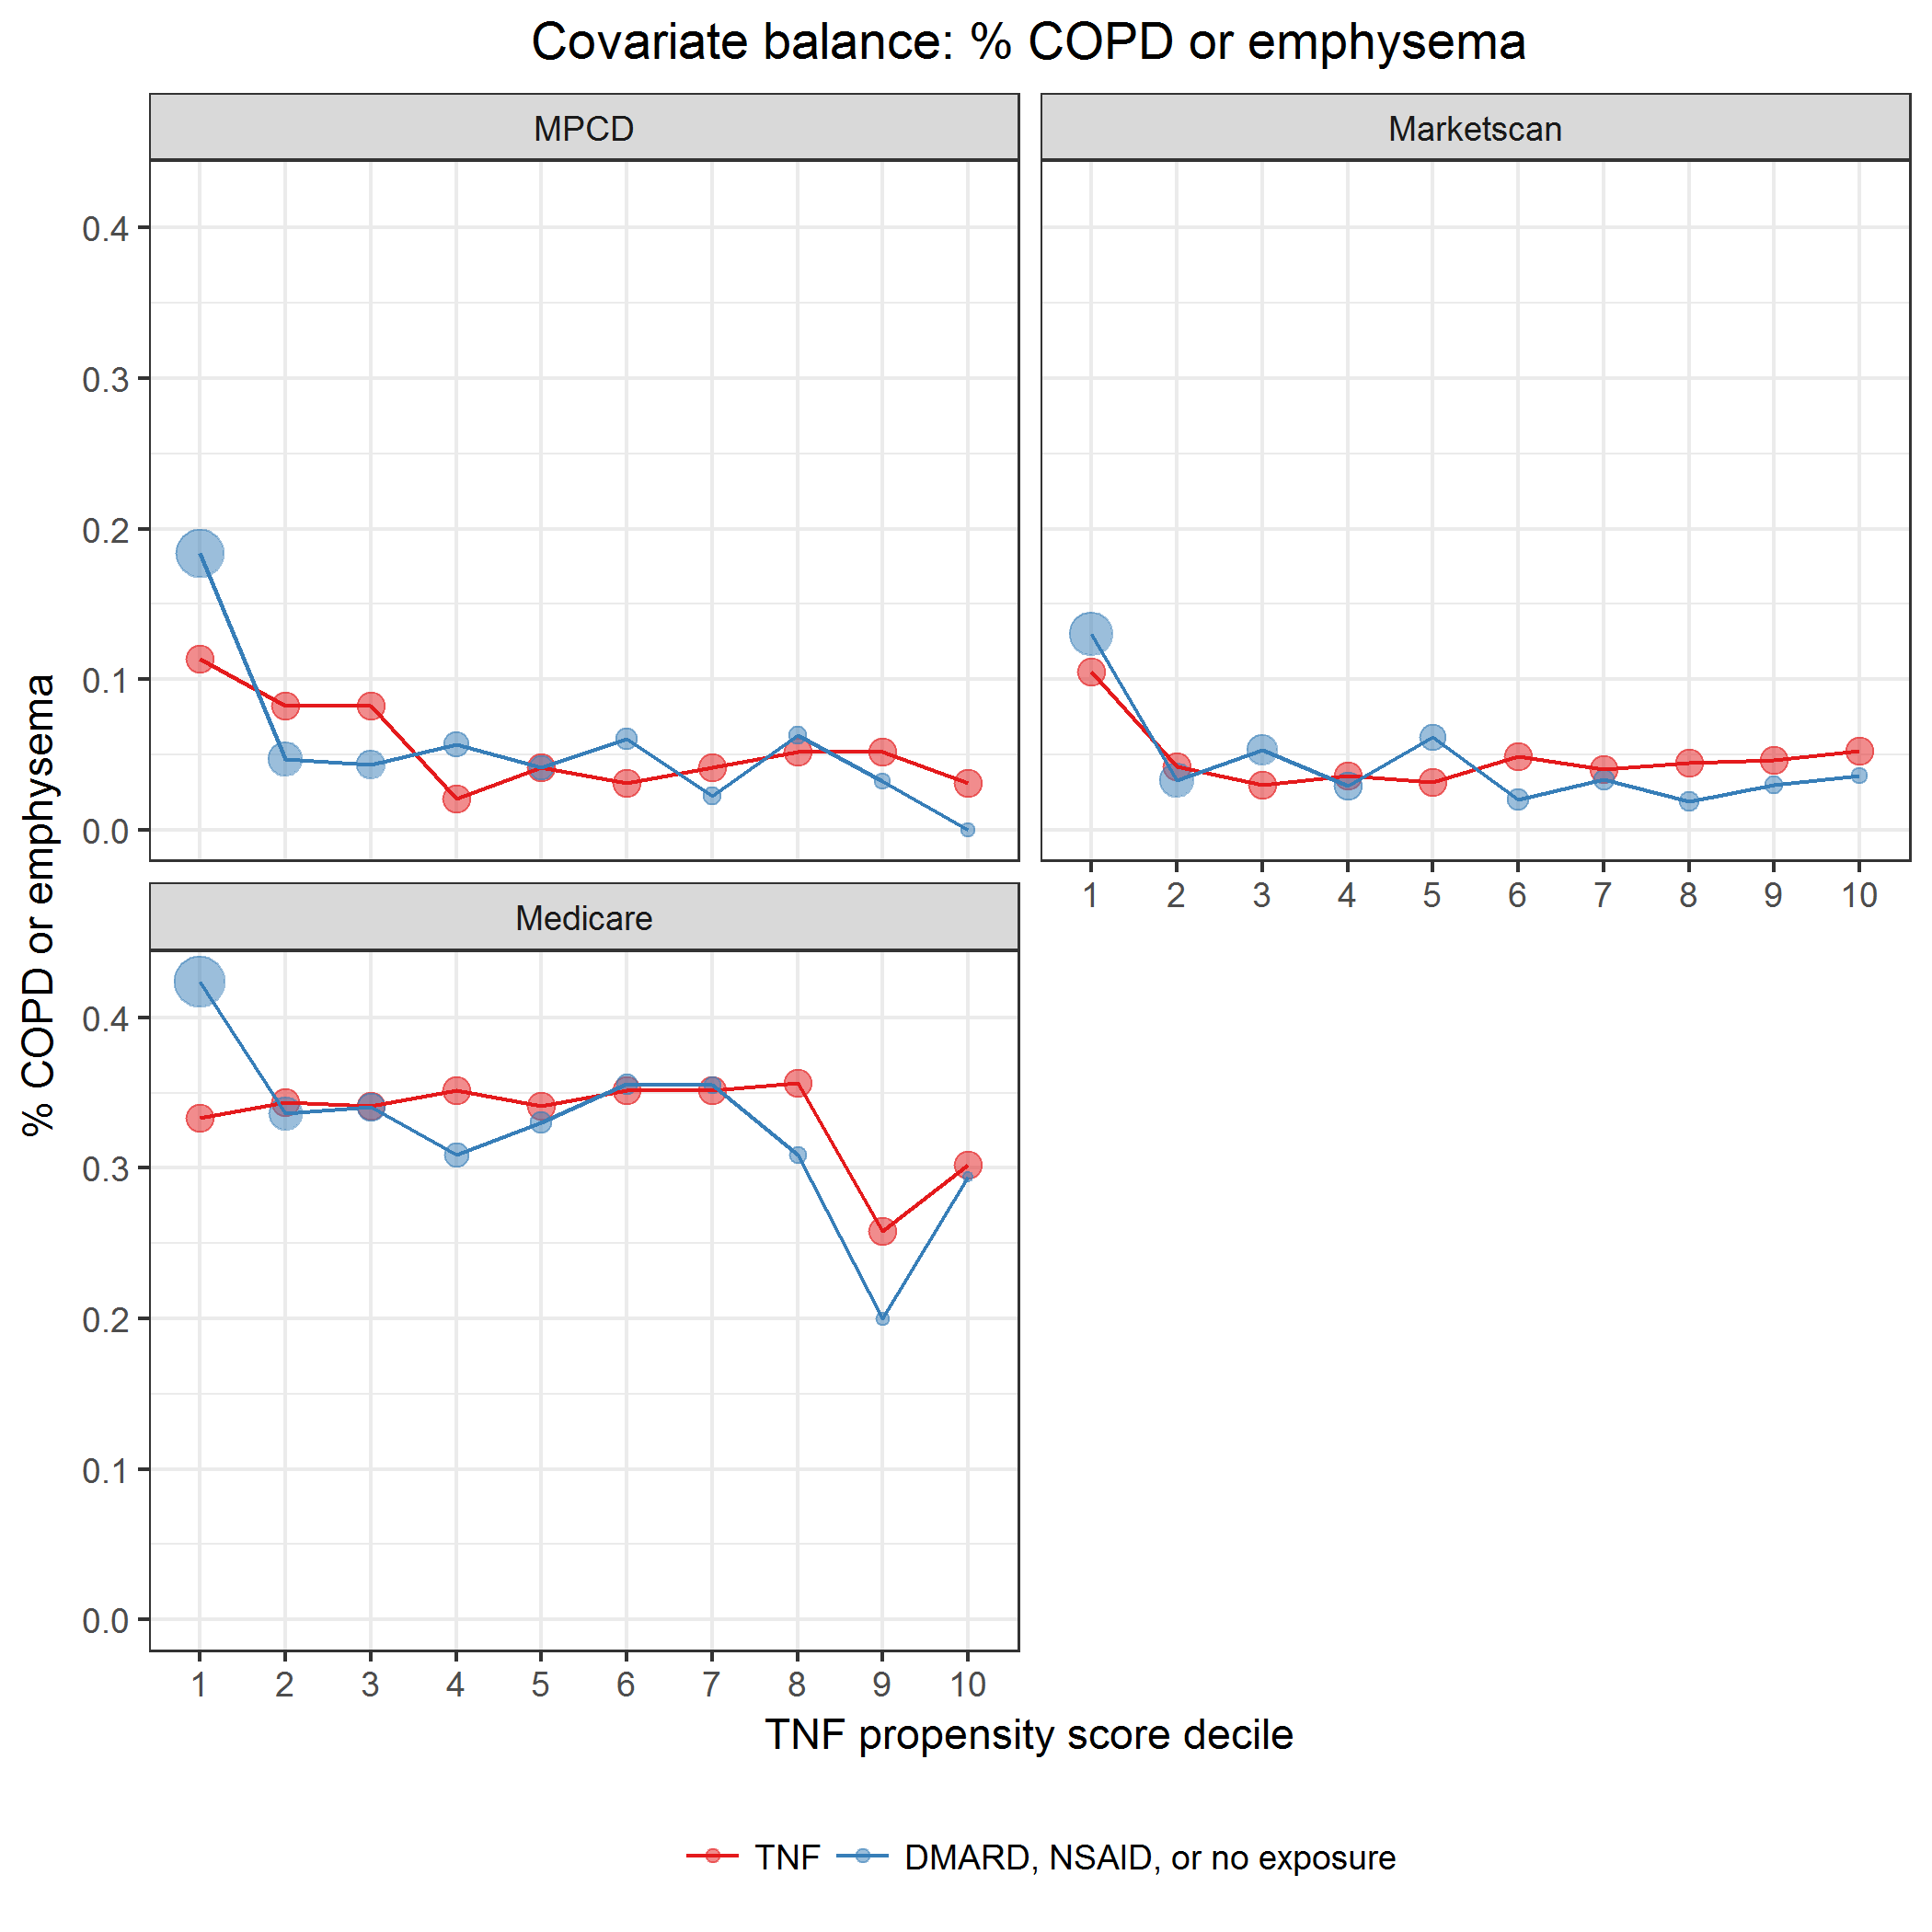 Covariate balance: % COPD or emphysema
MPCD
Marketscan
0.4
0.3
0.2
0.1
0.0
1 2 3 4 5 6 7 8 9 10
Medicare
0.4
0.3
0.2
0.1
0.0
1 2 3 4 5 6 7 8 9 10
% COPD or emphysema
TNF propensity score decile
TNF
DMARD, NSAID, or no exposure